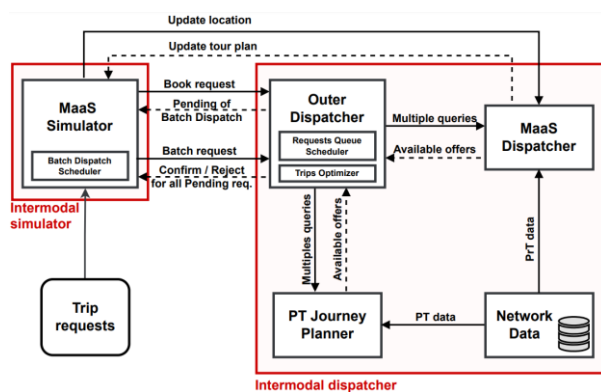 Update location
Update tour plan
MaaS
Simulator
Batch Dispatch
Scheduler
Book request
Pending of
Batch Dispatch
Batch request
Confirm / Reject
for all Pending req.
Outer
Dispatcher
Requests Queue
Scheduler
Trips Optimizer
Multiple queries
Available offers
MaaS
Dispatcher
Intermodal
simulator
Multiples queries
Available offers
PrT data
Trip
requests
PT Journey
Planner
PT data
Network
Data
Intermodal dispatcher